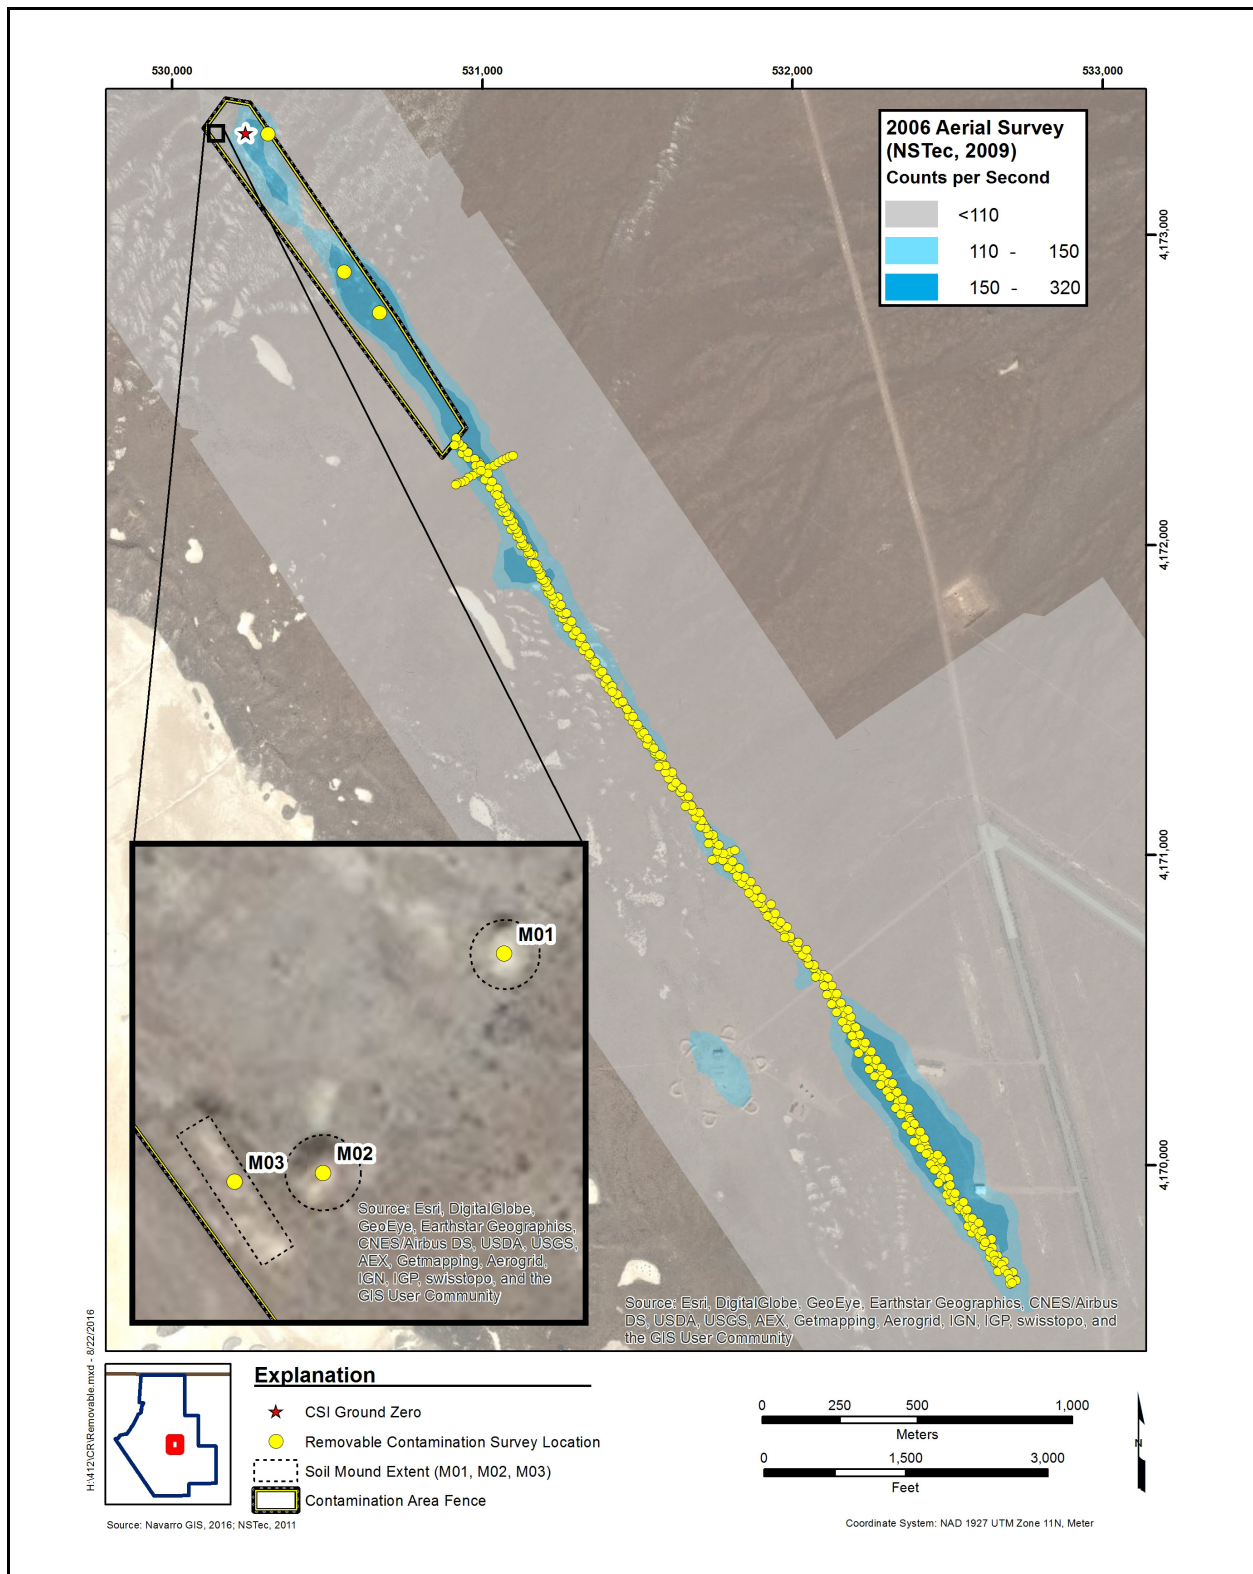 530,000
531,000
532,000
533,000
2006 Aerial Survey
(NSTec, 2009)
Counts per Second
<110
110 - 150
150 - 320
4,173,000
4,172,000
4,171,000
4,170,000
M01
M02
M03
Source: Esri, DigitalGlobe,
GeoEye, Earthstar Geographics,
CNES/Airbus DS, USDA, USGS,
AEX, Getmapping, Aerogrid,
IGN, IGP, swisstopo, and the
GIS User Community
Source: Esri, DigitalGlobe, GeoEye, Earthstar Geographics, CNES/Airbus
DS, USDA, USGS, AEX, Getmapping, Aerogrid, IGN, IGP, swisstopo, and
the GIS User Community
H:\412\CR\Removable.mxd - 8/22/2016
Explanation
CSI Ground Zero
Removable Contamination Survey Location
Soil Mound Extent (M01, M02, M03)
Contamination Area Fence
0 250 500 1,000
Meters
0 1,500 3,000
Feet
N
Source: Navarro GIS, 2016; NSTec, 2011
Coordinate System: NAD 1927 UTM Zone 11N, Meter